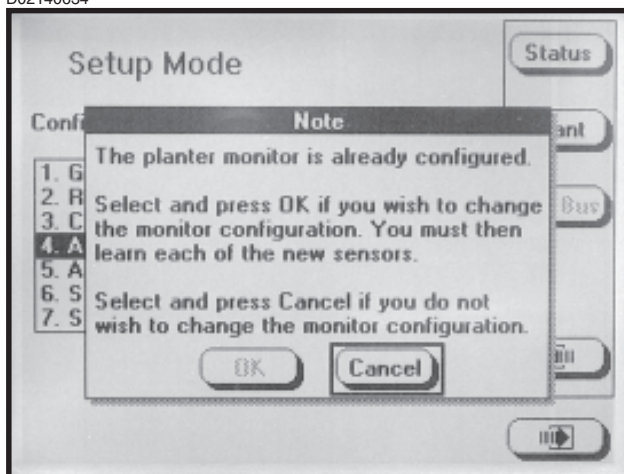 Setup Mode
Status
Note
The planter monitor is already configured.
1. G
2. R
Select and press OK if you wish to change
3. C
the monitor configuration. You must then
4. A
learn each of the new sensors.
5. A
6. S
Select and press Cancel if you do not
7. S
wish to change the monitor configuration.
OK
Cancel
Bus